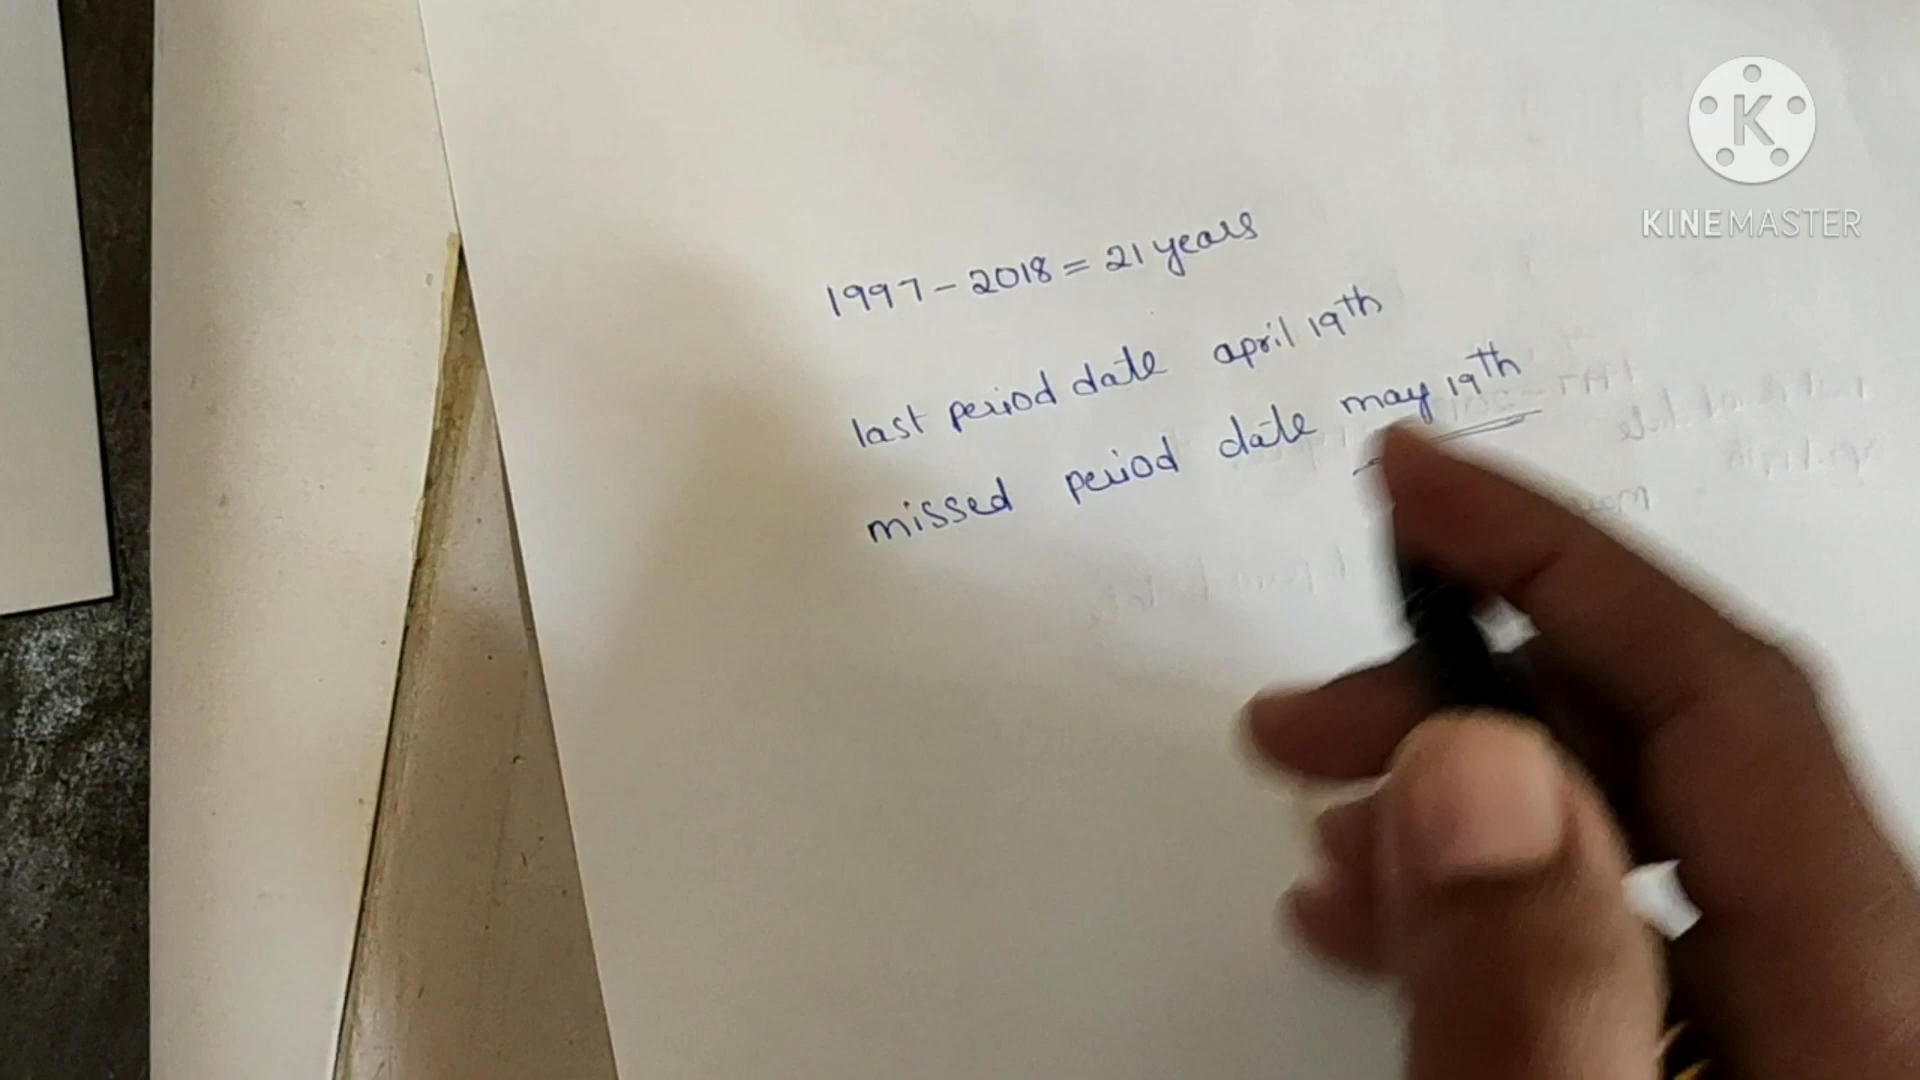 KINEMASTER
1997 - 2018 = 21 years
last period date april 19th
missed period date may 19th